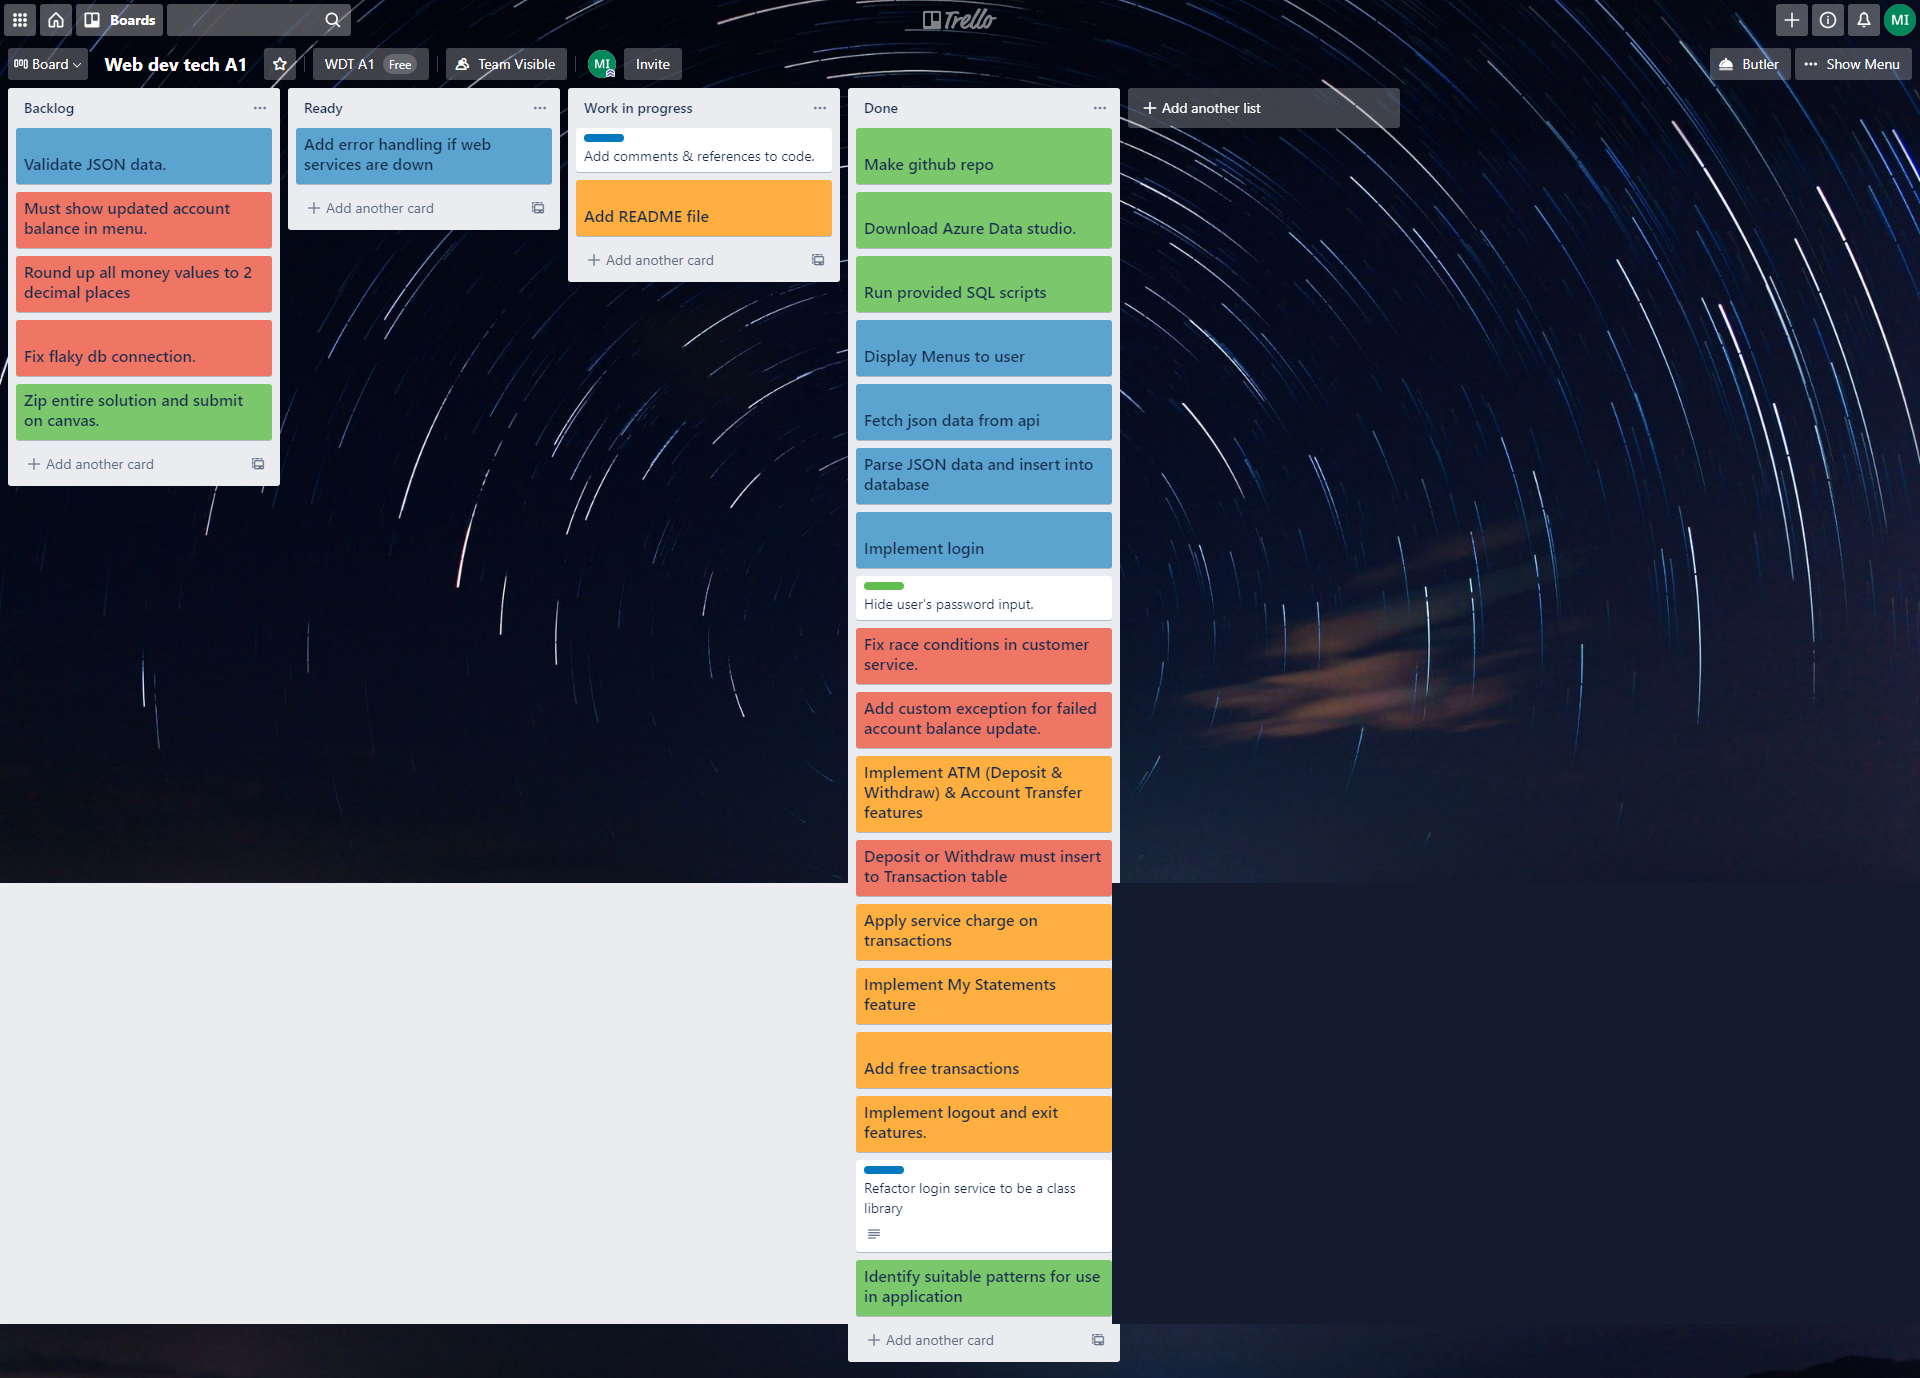 Boards
Trello
MI
Board
Web dev tech A1
WDT A1 Free
Team Visible
MI
Invite
Butler
Show Menu
Backlog
Validate JSON data.
Must show updated account
balance in menu.
Round up all money values to 2
decimal places
Fix flaky db connection.
Zip entire solution and submit
on canvas.
Add another card
Ready
Add error handling if web
services are down
Add another card
Work in progress
Add comments & references to code.
Add README file
Add another card
Done
Make github repo
Download Azure Data studio.
Run provided SQL scripts
Display Menus to user
Fetch json data from api
Parse JSON data and insert into
database
Implement login
Hide user's password input.
Fix race conditions in customer
service.
Add custom exception for failed
account balance update.
Implement ATM (Deposit &
Withdraw) & Account Transfer
features
Deposit or Withdraw must insert
to Transaction table
Apply service charge on
transactions
Implement My Statements
feature
Add free transactions
Implement logout and exit
features.
Refactor login service to be a class
library
Identify suitable patterns for use
in application
Add another card
Add another list